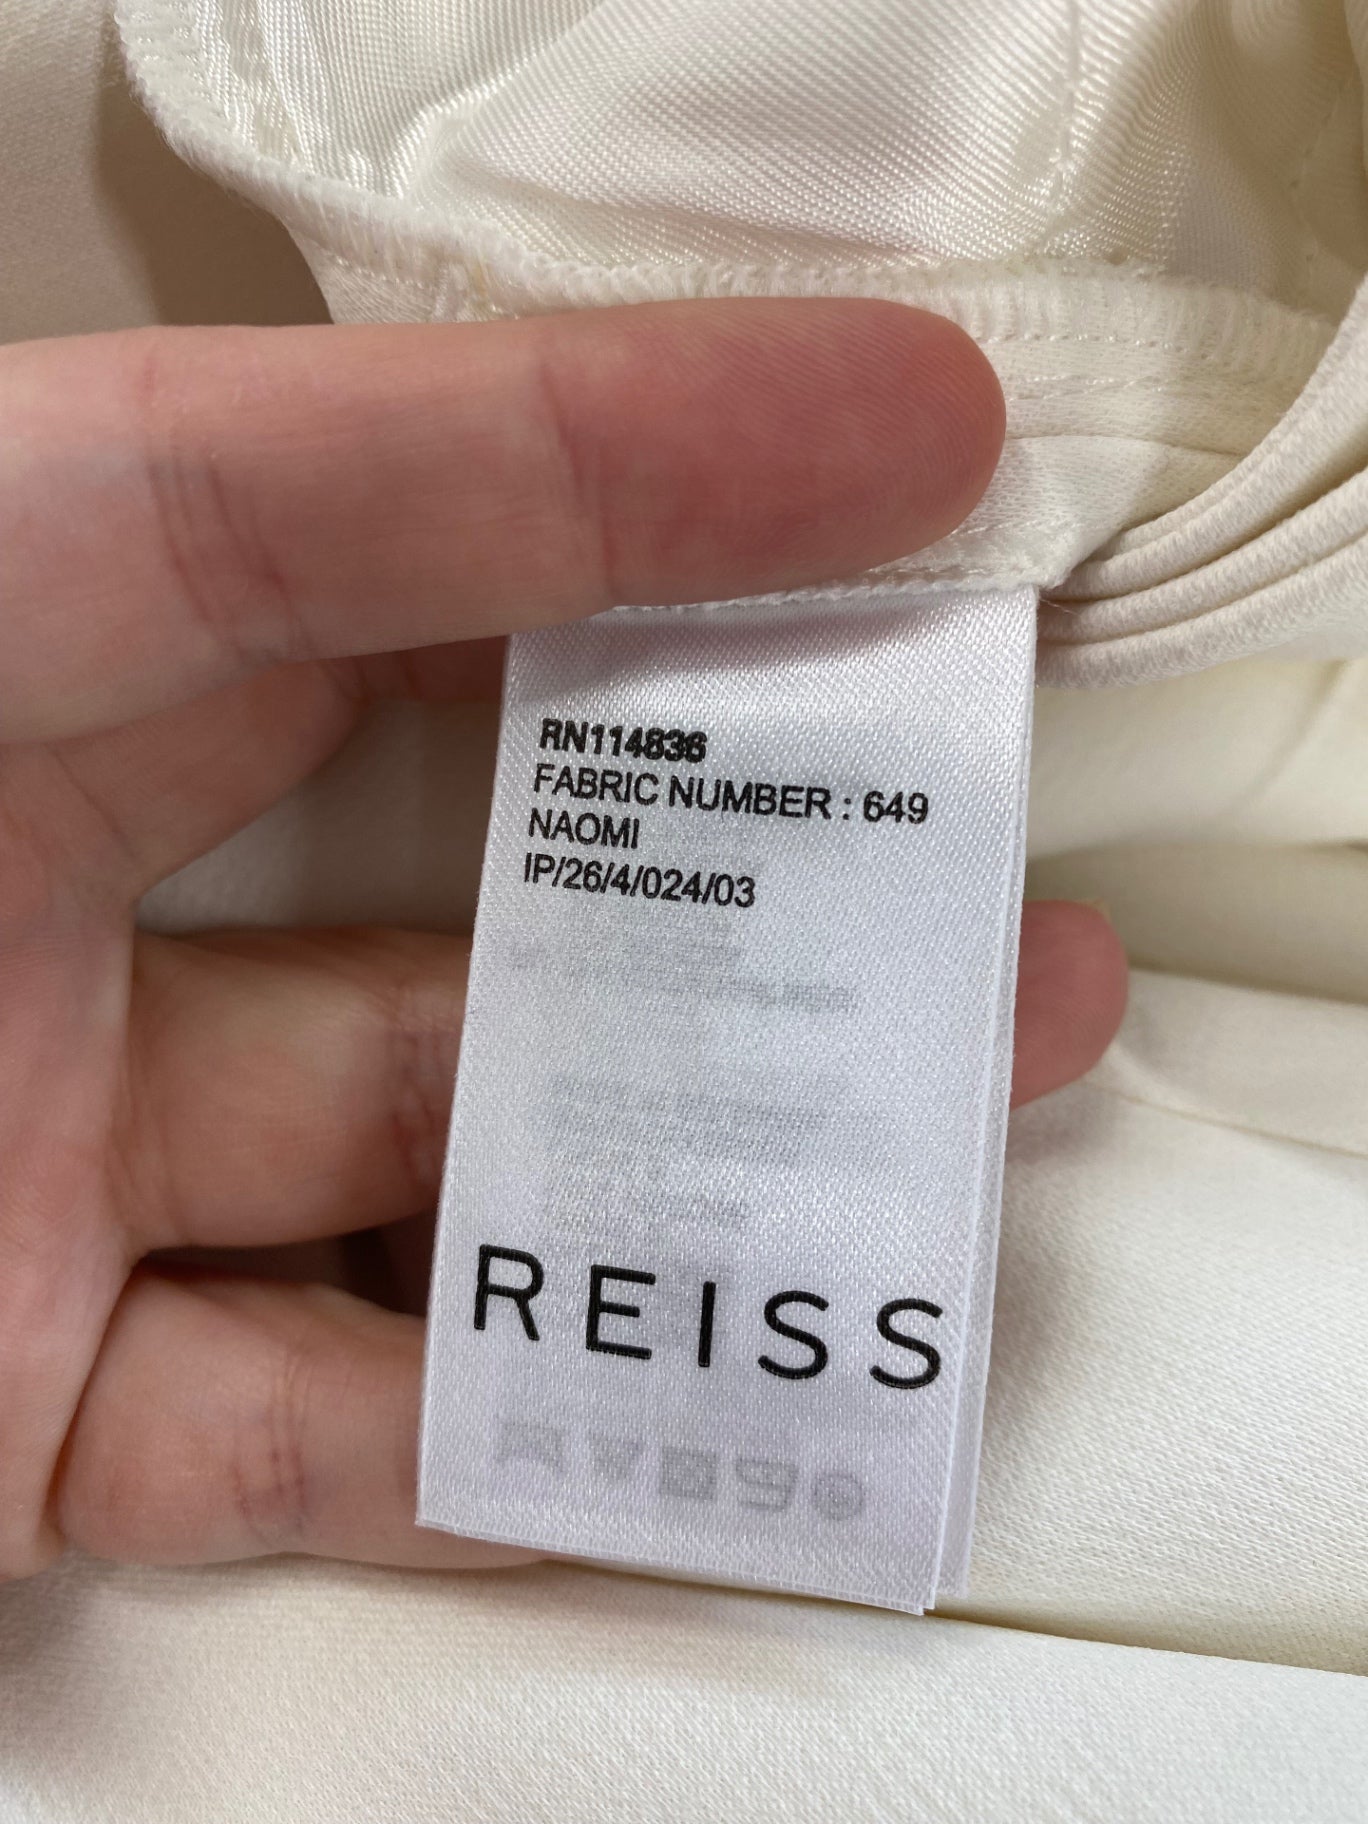 RN114836
FABRIC NUMBER : 649
NAOMI
IP/26/4/024/03
REISS